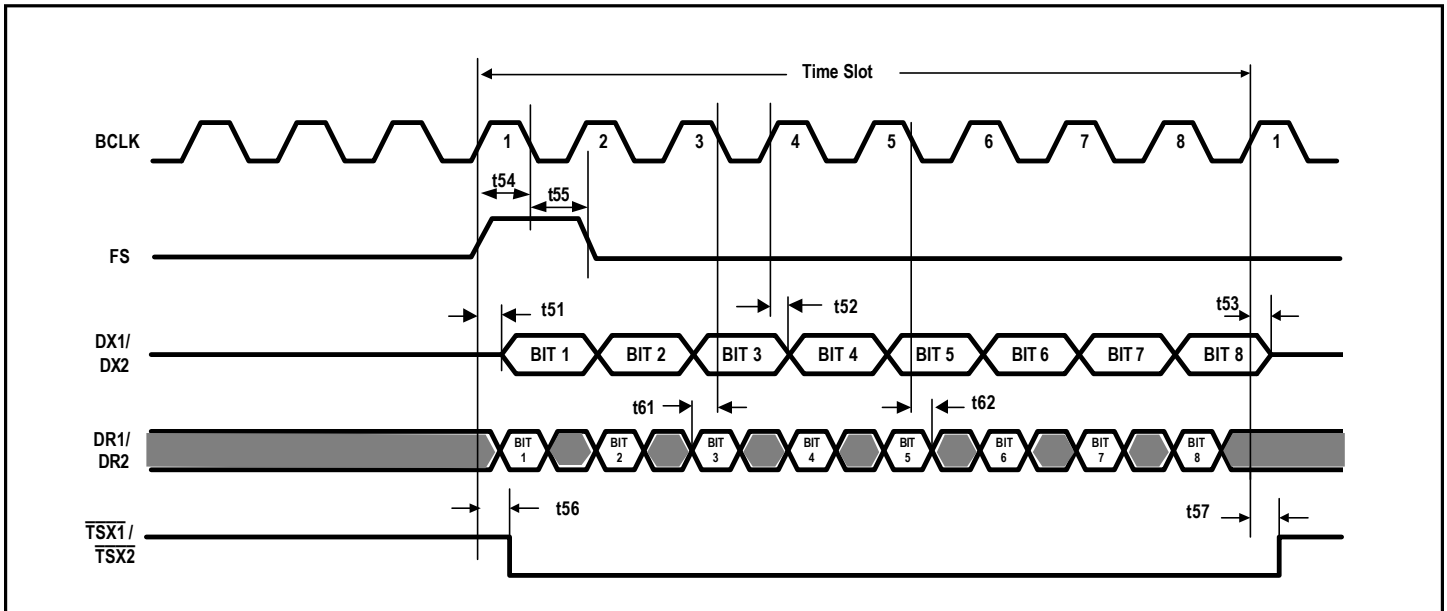 Time Slot
BCLK
1 2 3 4 5 6 7 8 1
t54
t55
FS
t51
t52
t53
DX1/
DX2
BIT 1 BIT 2 BIT 3 BIT 4 BIT 5 BIT 6 BIT 7 BIT 8
t61
t62
DR1/
DR2
BIT 1 BIT 2 BIT 3 BIT 4 BIT 5 BIT 6 BIT 7 BIT 8
t56
t57
TSX1 /
TSX2